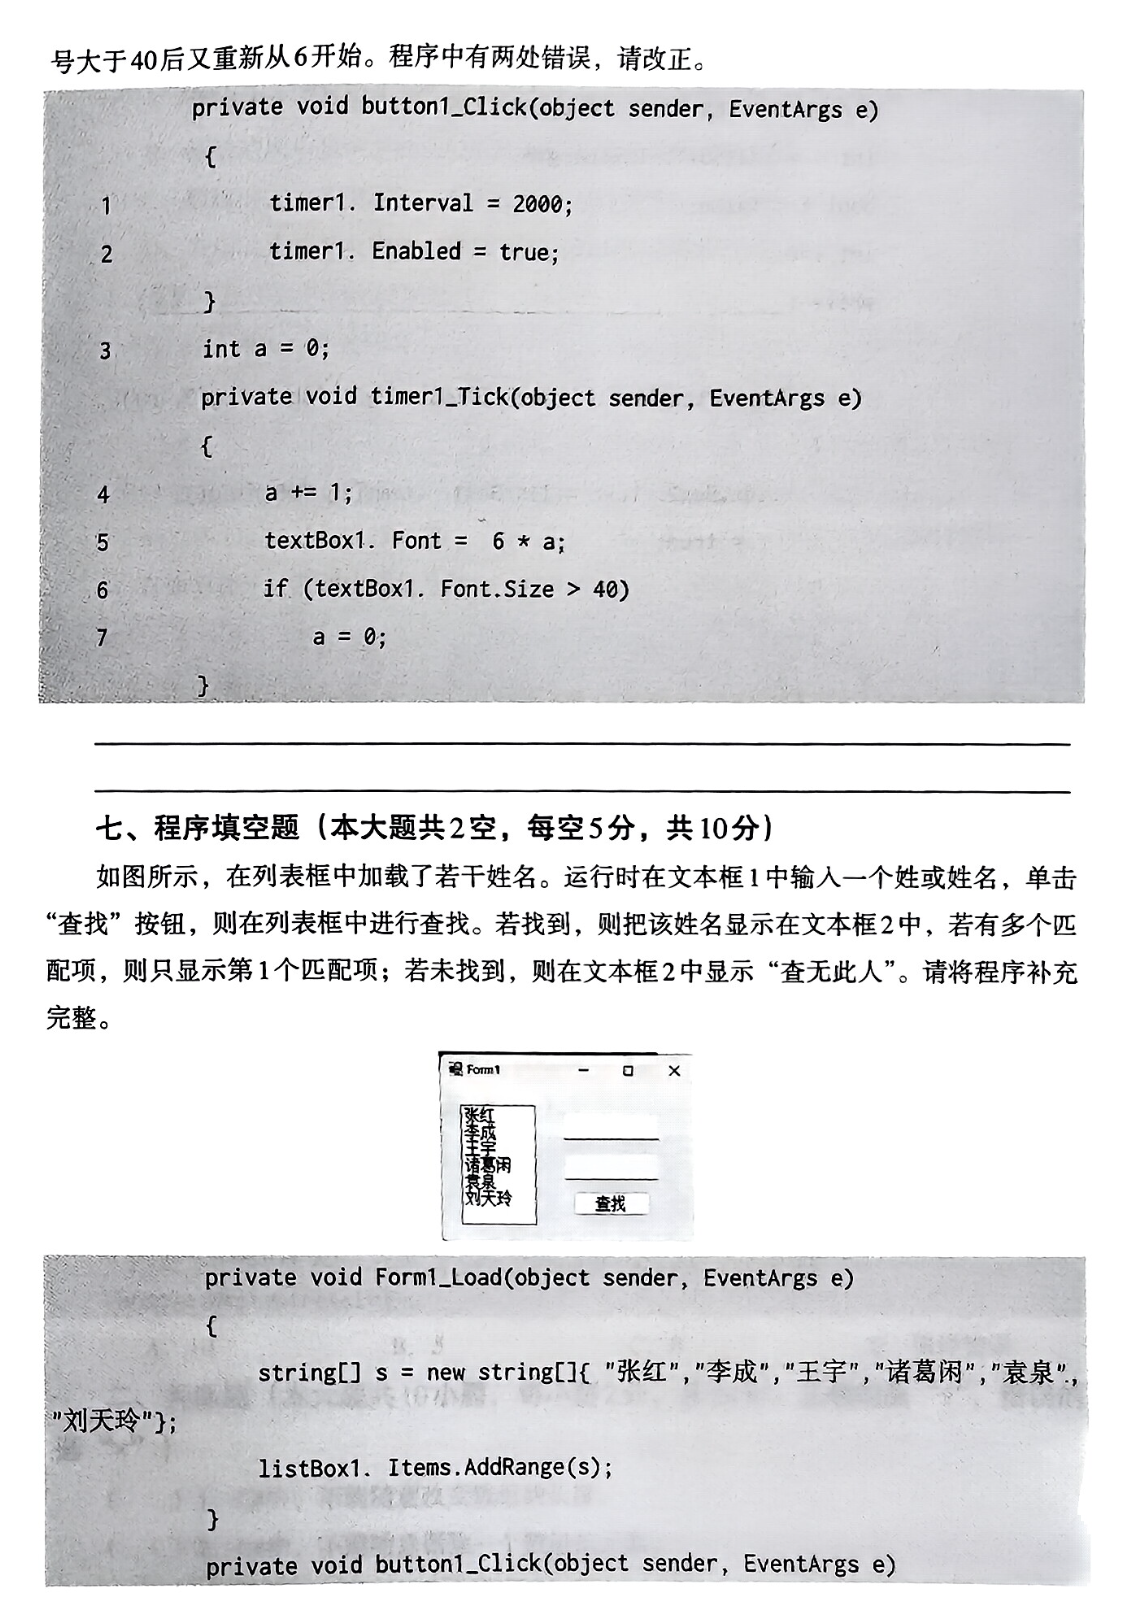 号大于40后又重新从6开始。程序中有两处错误，请改正。
private void button1_Click(object sender, EventArgs e)
{
1 timer1. Interval = 2000;
2 timer1. Enabled = true;
}
3 int a = 0;
private void timer1_Tick(object sender, EventArgs e)
{
4 a += 1;
5 textBox1. Font = 6 * a;
6 if (textBox1. Font.Size > 40)
7 a = 0;
}
七、程序填空题（本大题共2空，每空5分，共10分）
如图所示，在列表框中加载了若干姓名。运行时在文本框1中输入一个姓或姓名，单击
“查找”按钮，则在列表框中进行查找。若找到，则把该姓名显示在文本框2中，若有多个匹
配项，则只显示第1个匹配项；若未找到，则在文本框2中显示“查无此人”。请将程序补充
完整。
Form1
张红
李成
王宇
诸葛闲
袁泉
刘天玲
查找
private void Form1_Load(object sender, EventArgs e)
{
string[] s = new string[]{ "张红","李成","王宇","诸葛闲","袁泉",
"刘天玲"};
listBox1. Items.AddRange(s);
}
private void button1_Click(object sender, EventArgs e)